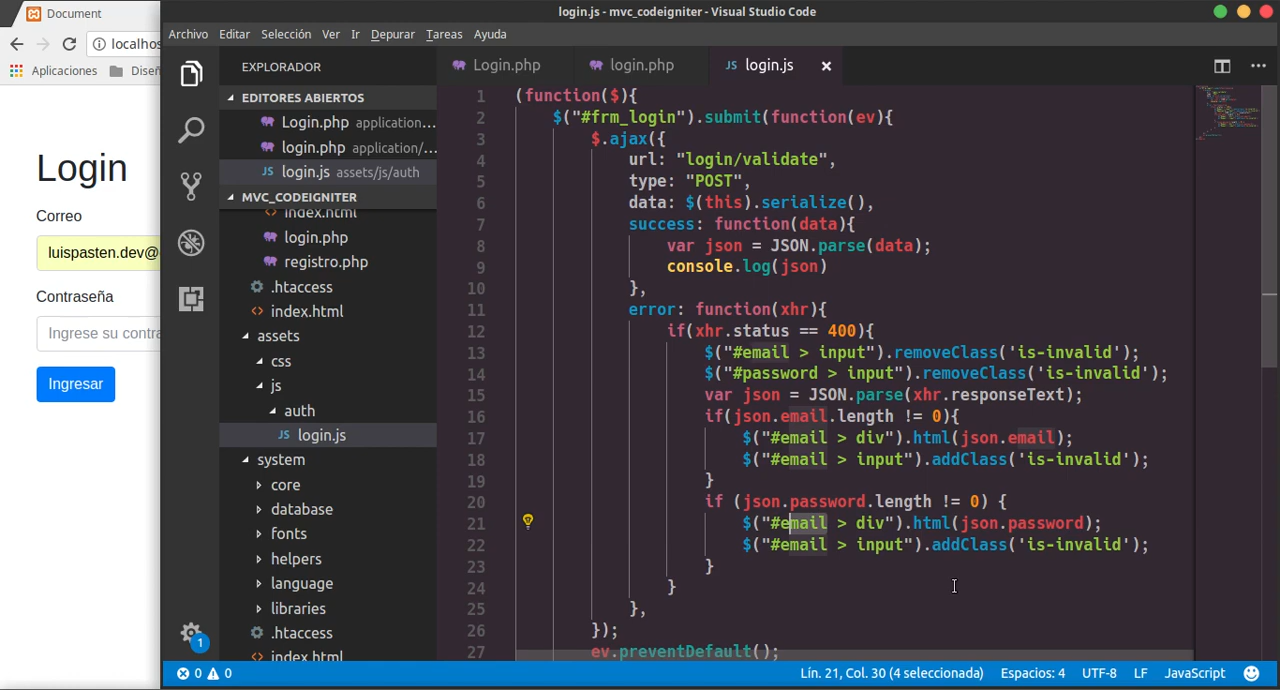 Document
localhos
Aplicaciones
Diseñ
Login
Correo
luispasten.dev@
Contraseña
Ingrese su contra
Ingresar
login.js - mvc_codeigniter - Visual Studio Code
Archivo Editar Selección Ver Ir Depurar Tareas Ayuda
EXPLORADOR
EDITORES ABIERTOS
Login.php application...
login.php application/...
JS login.js assets/js/auth
MVC_CODEIGNITER
<> index.html
login.php
registro.php
.htaccess
<> index.html
assets
css
js
auth
JS login.js
system
core
database
fonts
helpers
language
libraries
.htaccess
<> index.html
1
Login.php login.php JS login.js
1 (function($){
2 $("#frm_login").submit(function(ev){
3 $.ajax({
4 url: "login/validate",
5 type: "POST",
6 data: $(this).serialize(),
7 success: function(data){
8 var json = JSON.parse(data);
9 console.log(json)
10 },
11 error: function(xhr){
12 if(xhr.status == 400){
13 $("#email > input").removeClass('is-invalid');
14 $("#password > input").removeClass('is-invalid');
15 var json = JSON.parse(xhr.responseText);
16 if(json.email.length != 0){
17 $("#email > div").html(json.email);
18 $("#email > input").addClass('is-invalid');
19 }
20 if (json.password.length != 0) {
21 $("#email > div").html(json.password);
22 $("#email > input").addClass('is-invalid');
23 }
24 }
25 },
26 });
27 ev.preventDefault();
0 0 Lín. 21, Col. 30 (4 seleccionada) Espacios: 4 UTF-8 LF JavaScript